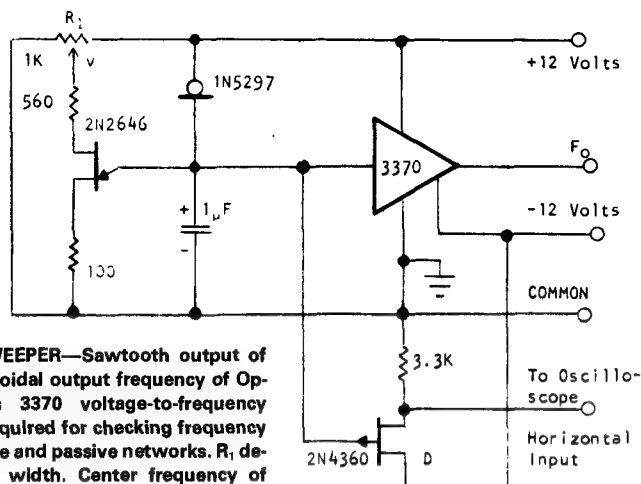 R1
1K
v
560
2N2646
1N5297
+12 Volts
3370
FO
-12 Volts
+
1µF
-
100
COMMON
3.3K
To Oscillo-
scope
Horizontal
Input
2N4360
D
WEEPER—Sawtooth output of
oidal output frequency of Op-
3370 voltage-to-frequency
quired for checking frequency
e and passive networks. R1 de-
width. Center frequency of